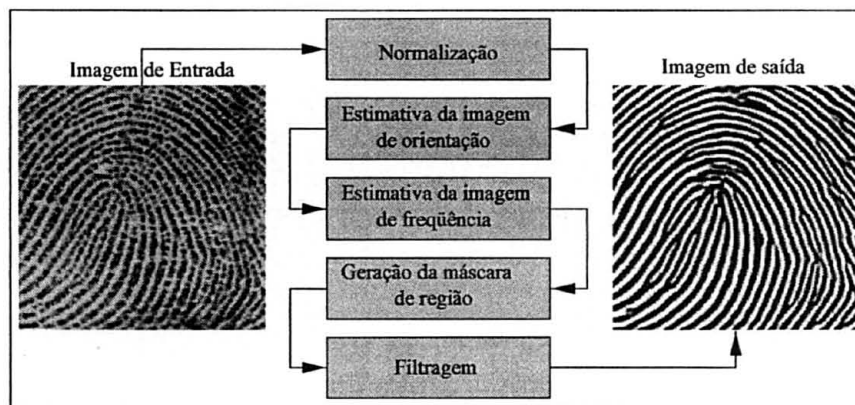 Imagem de Entrada
Normalização
Estimativa da imagem
de orientação
Estimativa da imagem
de freqüência
Geração da máscara
de região
Filtragem
Imagem de saída